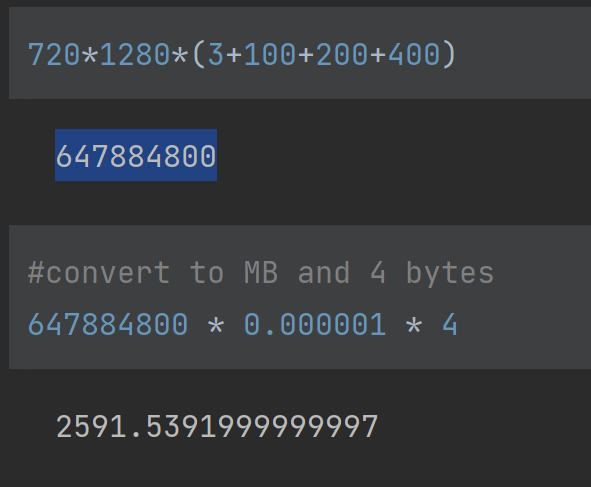 720*1280*(3+100+200+400)
647884800
#convert to MB and 4 bytes
647884800 * 0.000001 * 4
2591.5391999999997